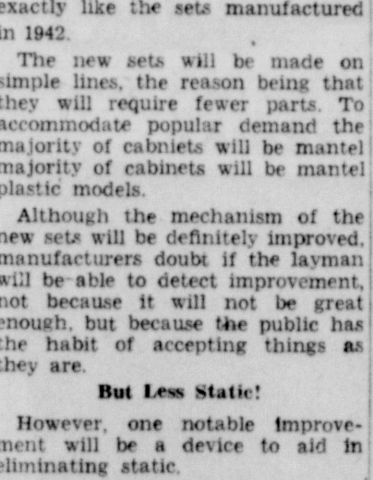 exactly like the sets manufactured
in 1942.
The new sets will be made on
simple lines, the reason being that
they will require fewer parts. To
accommodate popular demand the
majority of cabniets will be mantel
majority of cabinets will be mantel
plastic models.
Although the mechanism of the
new sets will be definitely improved,
manufacturers doubt if the layman
will be able to detect improvement,
not because it will not be great
enough, but because the public has
the habit of accepting things as
they are.
But Less Static!
However, one notable improve-
ment will be a device to aid in
eliminating static.